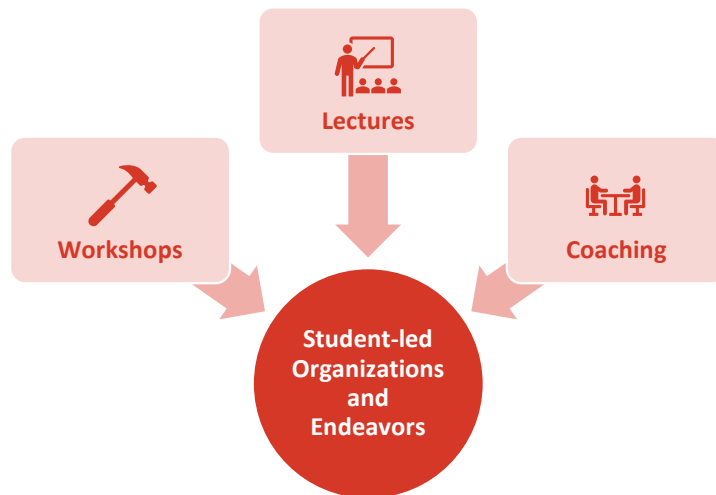 Lectures
Workshops
Coaching
Student-led
Organizations
and
Endeavors